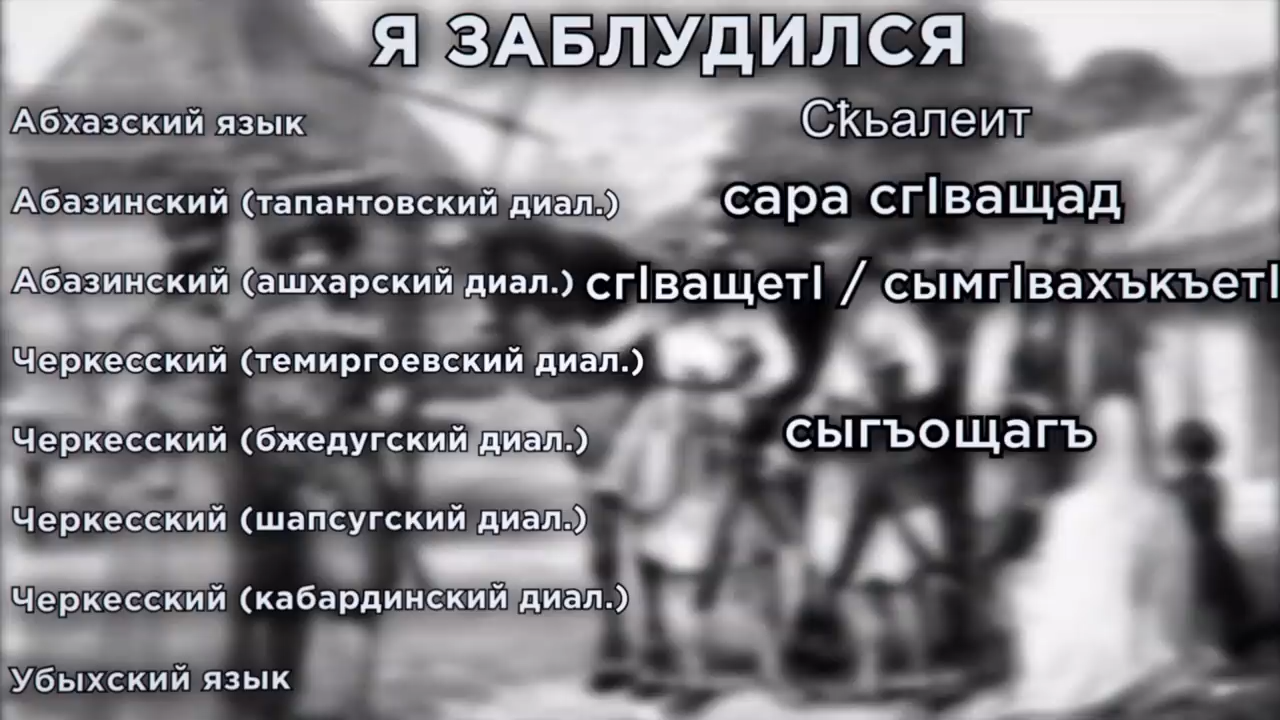 Я ЗАБЛУДИЛСЯ
Абхазский язык Сҟьалеит
Абазинский (тапантовский диал.) сара сгӀващад
Абазинский (ашхарский диал.) сгӀващетӀ / сымгӀвахъкъетӀ
Черкесский (темиргоевский диал.)
Черкесский (бжедугский диал.) сыгъощагъ
Черкесский (шапсугский диал.)
Черкесский (кабардинский диал.)
Убыхский язык